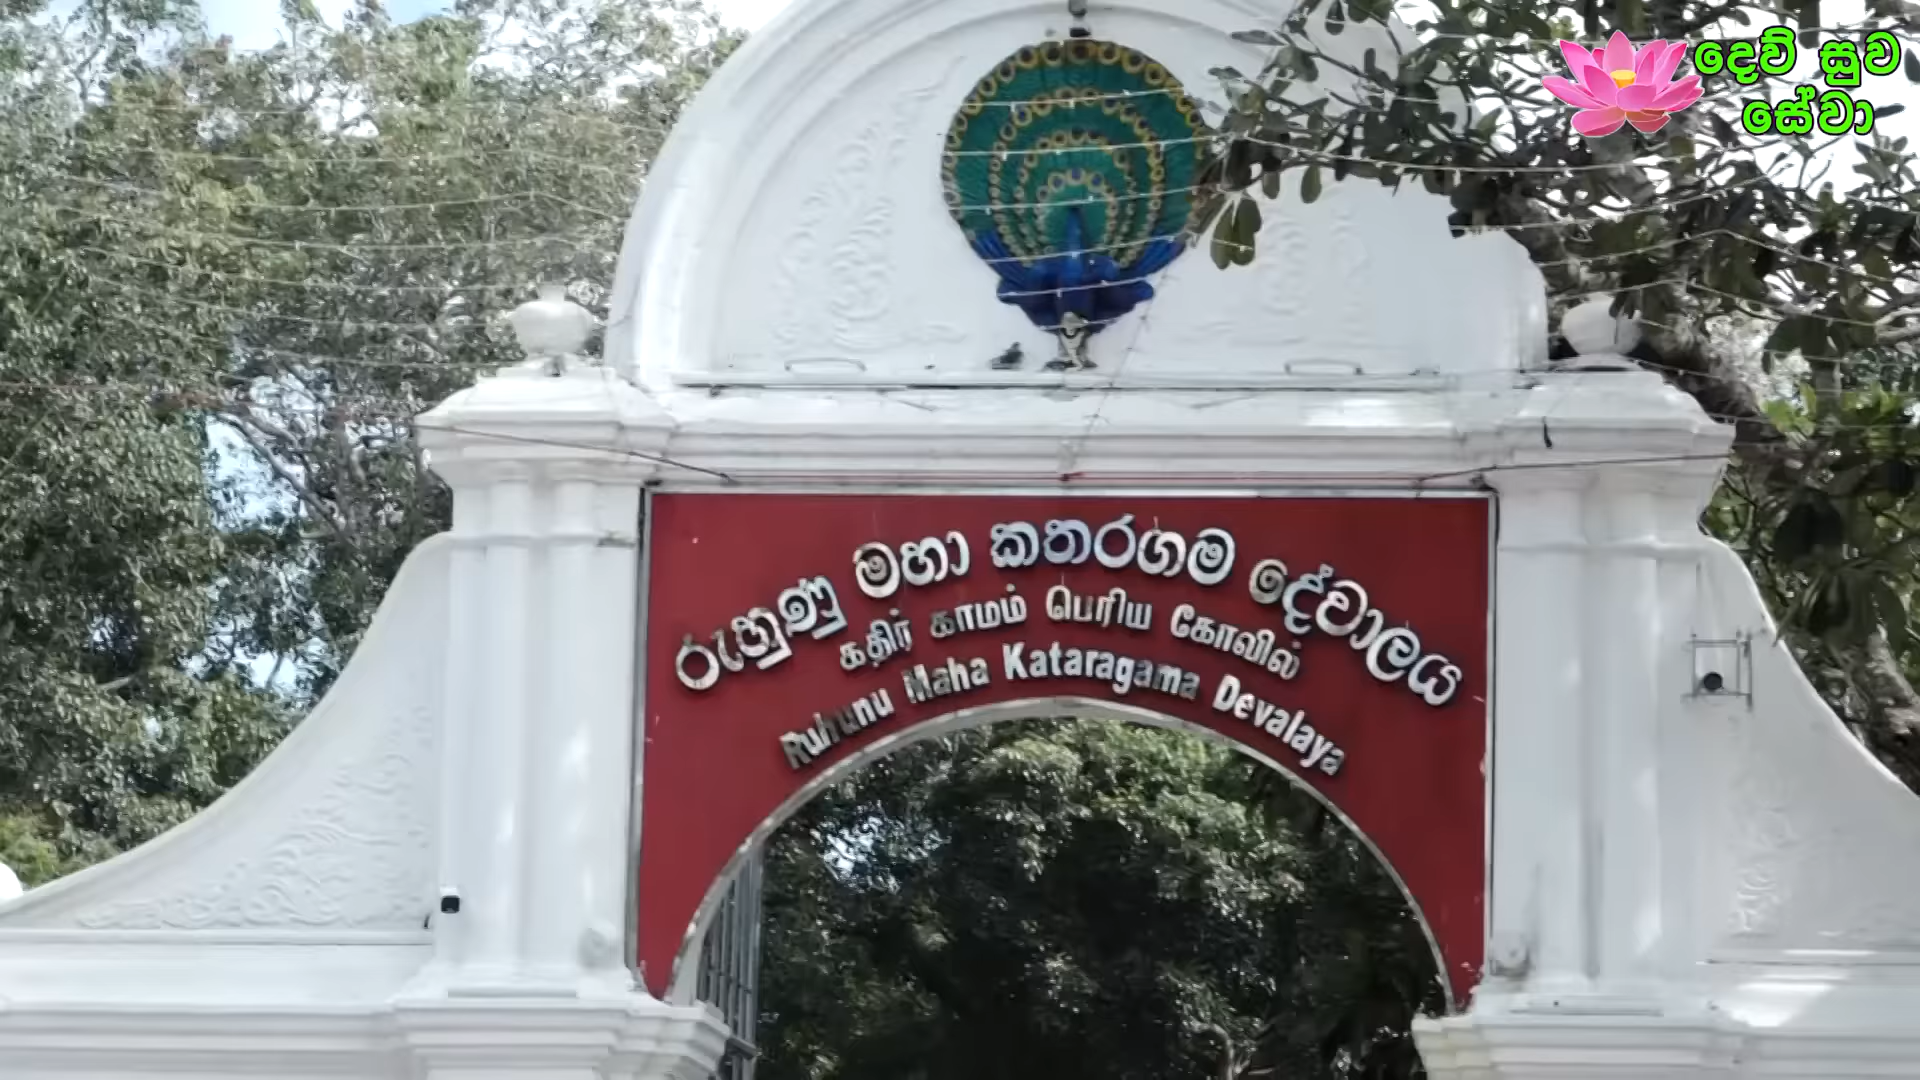 දෙව් සුව
සේවා
රුහුණු මහා කතරගම දේවාලය
கதிர் காமம் பெரிய கோவில்
Ruhunu Maha Kataragama Devalaya